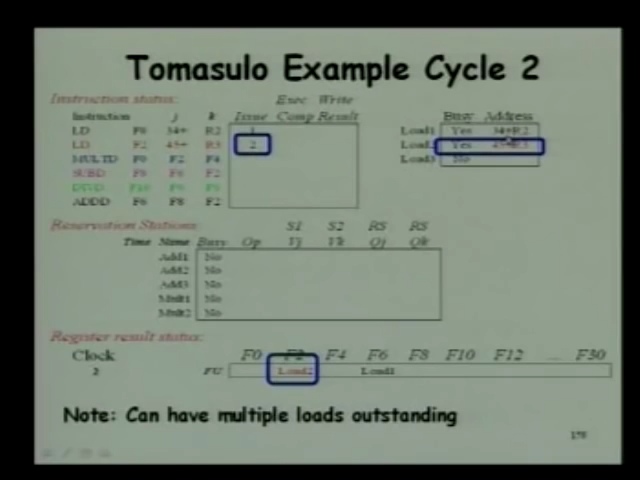 Tomasulo Example Cycle 2
Instruction status: Exec Write
Instruction j k Issue Comp Result Busy Address
LD F6 34+ R2 1 Load1 Yes 34+R2
LD F2 45+ R3 2 Load2 Yes 45+R3
MULTD F0 F2 F4 Load3 No
SUBD F8 F6 F2
DIVD F10 F0 F6
ADDD F6 F8 F2
Reservation Stations: S1 S2 RS RS
Time Name Busy Op Vj Vk Qj Qk
Add1 No
Add2 No
Add3 No
Mult1 No
Mult2 No
Register result status:
Clock F0 F2 F4 F6 F8 F10 F12 ... F30
2 FU Load2 Load1
Note: Can have multiple loads outstanding